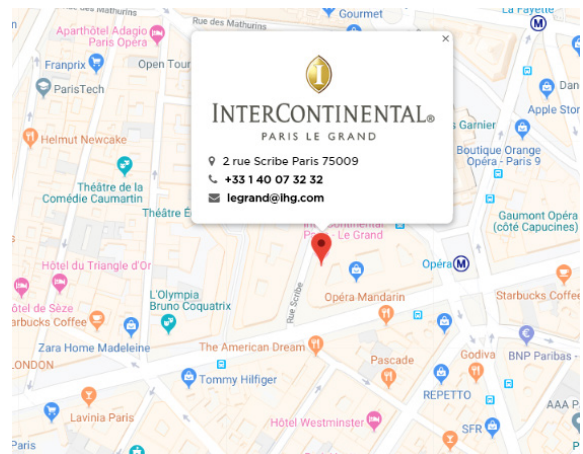 Rue des Mathurins
Rue des Mathurins
Gourmet
La Fayette
M
Aparthôtel Adagio
Paris Opéra
Franprix
Open Tour
ParisTech
Dan
Apple Stor
×
I
INTERCONTINENTAL®
PARIS LE GRAND
2 rue Scribe Paris 75009
+33 1 40 07 32 32
legrand@ihg.com
s Garnier
Helmut Newcake
Boutique Orange
Opéra - Paris 9
Théâtre de la
Comédie Caumartin
Théâtre É
Gaumont Opéra
(côté Capucines)
InterContinental
Paris - Le Grand
Opéra
M
Hôtel du Triangle d'Or
ôtel de Sèze
L'Olympia
Bruno Coquatrix
Rue Scribe
Opéra Mandarin
Starbucks Coffee
arbucks Coffee
Zara Home Madeleine
The American Dream
LONDON
Pascade
Godiva
BNP Paribas -
Tommy Hilfiger
REPETTO
Lavinia Paris
Hôtel Westminster
SFR
AAA P
Paris
P